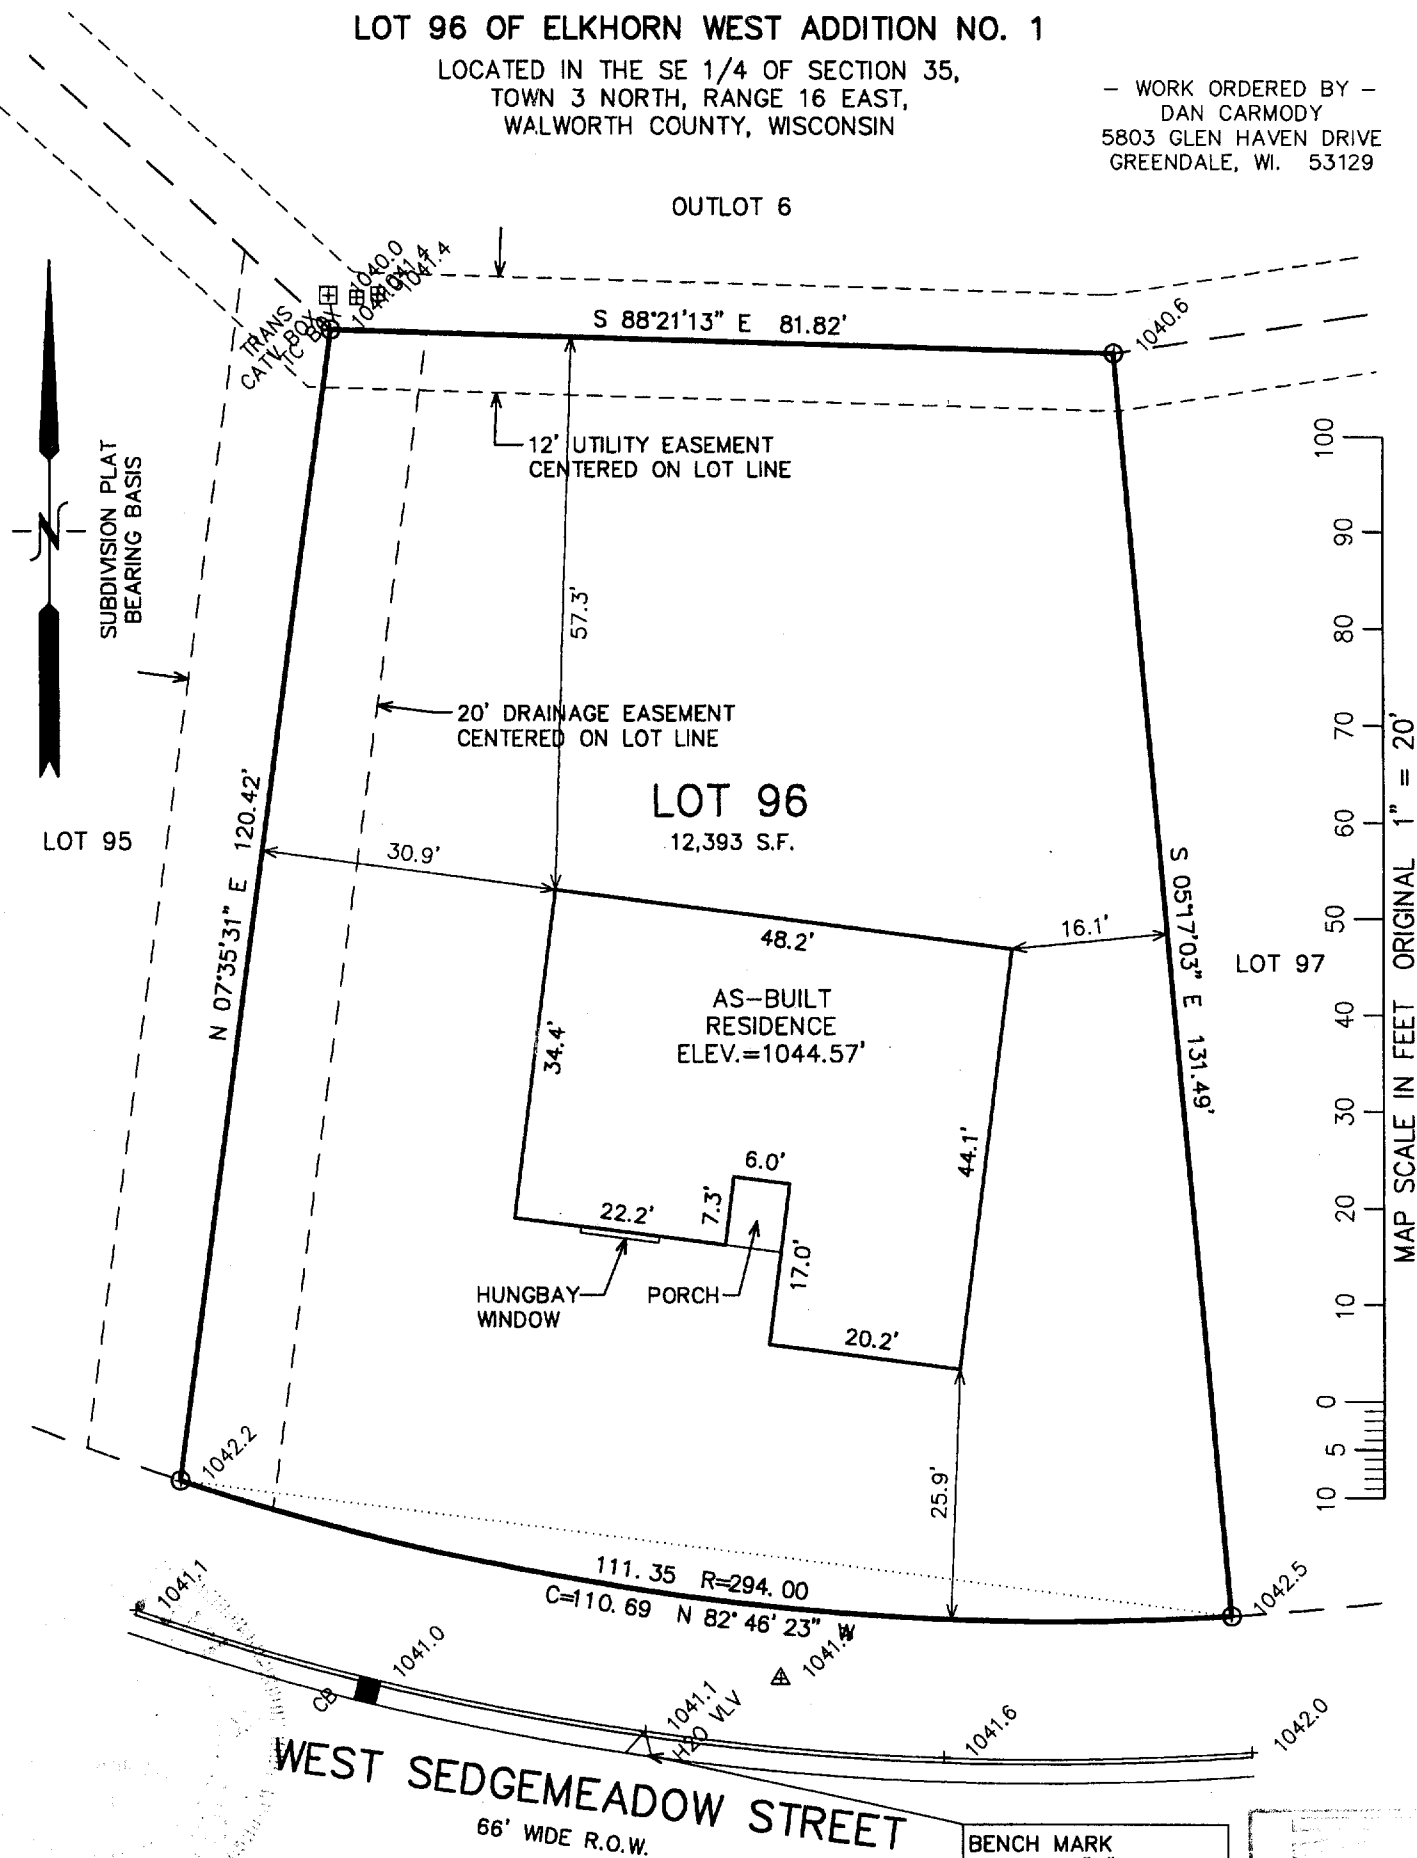 LOT 96 OF ELKHORN WEST ADDITION NO. 1
LOCATED IN THE SE 1/4 OF SECTION 35,
TOWN 3 NORTH, RANGE 16 EAST,
WALWORTH COUNTY, WISCONSIN
– WORK ORDERED BY –
DAN CARMODY
5803 GLEN HAVEN DRIVE
GREENDALE, WI. 53129
OUTLOT 6
1040.0
1041.4
1041.4
TRANS
CATV BOX
TC BOX
S 88°21'13" E 81.82'
1040.6
12' UTILITY EASEMENT
CENTERED ON LOT LINE
N
SUBDIVISION PLAT
BEARING BASIS
57.3'
20' DRAINAGE EASEMENT
CENTERED ON LOT LINE
LOT 96
12,393 S.F.
LOT 95
N 07°35'31" E 120.42'
30.9'
48.2'
16.1'
S 05°17'03" E 131.49'
LOT 97
AS-BUILT
RESIDENCE
ELEV.=1044.57'
34.4'
44.1'
6.0'
7.3'
22.2'
17.0'
HUNGBAY
WINDOW
PORCH
20.2'
25.9'
100
90
80
70
60
50
40
30
20
10
0
5
10
MAP SCALE IN FEET ORIGINAL 1" = 20'
1042.2
111.35 R=294.00
C=110.69 N 82°46'23" W
1042.5
1041.1
CB
1041.0
1041.1
H2O VLV
1041.6
1042.0
WEST SEDGEMEADOW STREET
66' WIDE R.O.W.
BENCH MARK